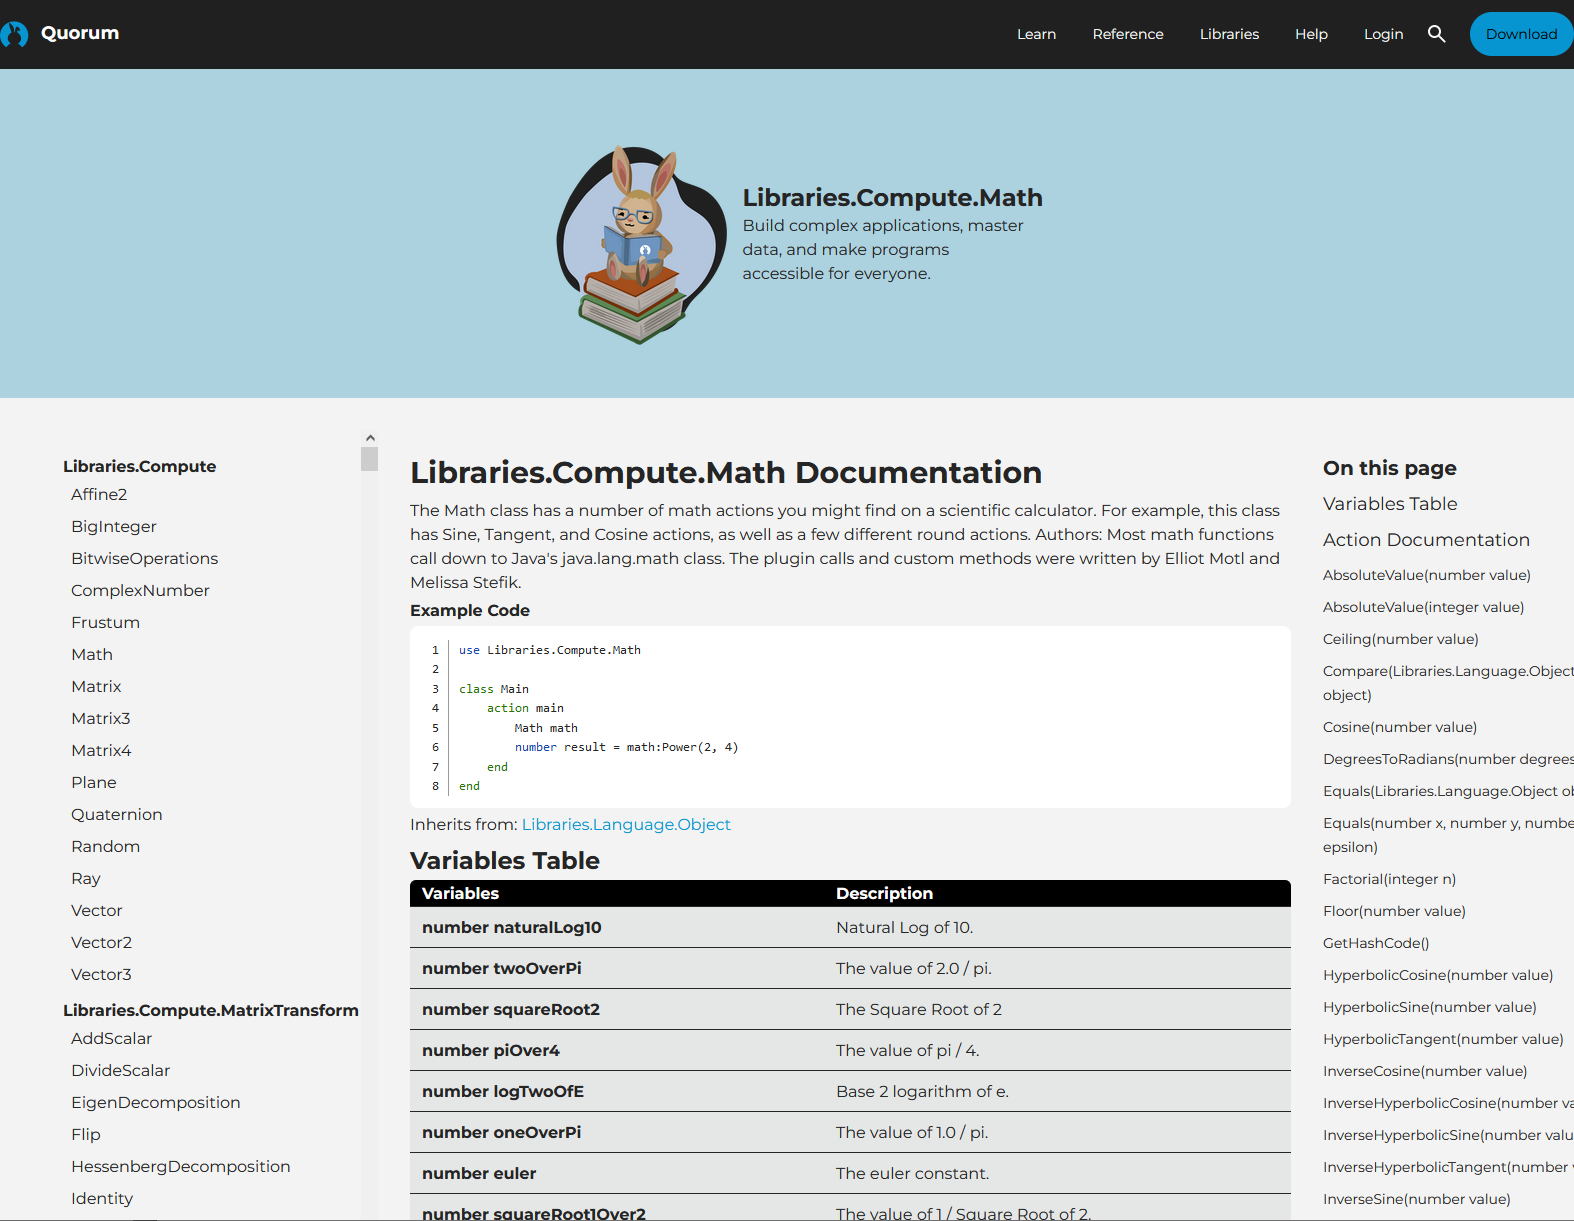 Quorum
Learn
Reference
Libraries
Help
Login
Download
Libraries.Compute.Math
Build complex applications, master
data, and make programs
accessible for everyone.
Libraries.Compute
Affine2
BigInteger
BitwiseOperations
ComplexNumber
Frustum
Math
Matrix
Matrix3
Matrix4
Plane
Quaternion
Random
Ray
Vector
Vector2
Vector3
Libraries.Compute.MatrixTransform
AddScalar
DivideScalar
EigenDecomposition
Flip
HessenbergDecomposition
Identity
Libraries.Compute.Math Documentation
The Math class has a number of math actions you might find on a scientific calculator. For example, this class
has Sine, Tangent, and Cosine actions, as well as a few different round actions. Authors: Most math functions
call down to Java's java.lang.math class. The plugin calls and custom methods were written by Elliot Motl and
Melissa Stefik.
Example Code
1 use Libraries.Compute.Math
2
3 class Main
4 action main
5 Math math
6 number result = math:Power(2, 4)
7 end
8 end
Inherits from: Libraries.Language.Object
Variables Table
Variables Description
number naturalLog10 Natural Log of 10.
number twoOverPi The value of 2.0 / pi.
number squareRoot2 The Square Root of 2
number piOver4 The value of pi / 4.
number logTwoOfE Base 2 logarithm of e.
number oneOverPi The value of 1.0 / pi.
number euler The euler constant.
number squareRoot1Over2 The value of 1 / Square Root of 2.
On this page
Variables Table
Action Documentation
AbsoluteValue(number value)
AbsoluteValue(integer value)
Ceiling(number value)
Compare(Libraries.Language.Object
object)
Cosine(number value)
DegreesToRadians(number degrees
Equals(Libraries.Language.Object
Equals(number x, number y,
epsilon)
Factorial(integer n)
Floor(number value)
GetHashCode()
HyperbolicCosine(number value)
HyperbolicSine(number value)
HyperbolicTangent(number value)
InverseCosine(number value)
InverseHyperbolicCosine(number
InverseHyperbolicSine(number
InverseHyperbolicTangent(number
InverseSine(number value)